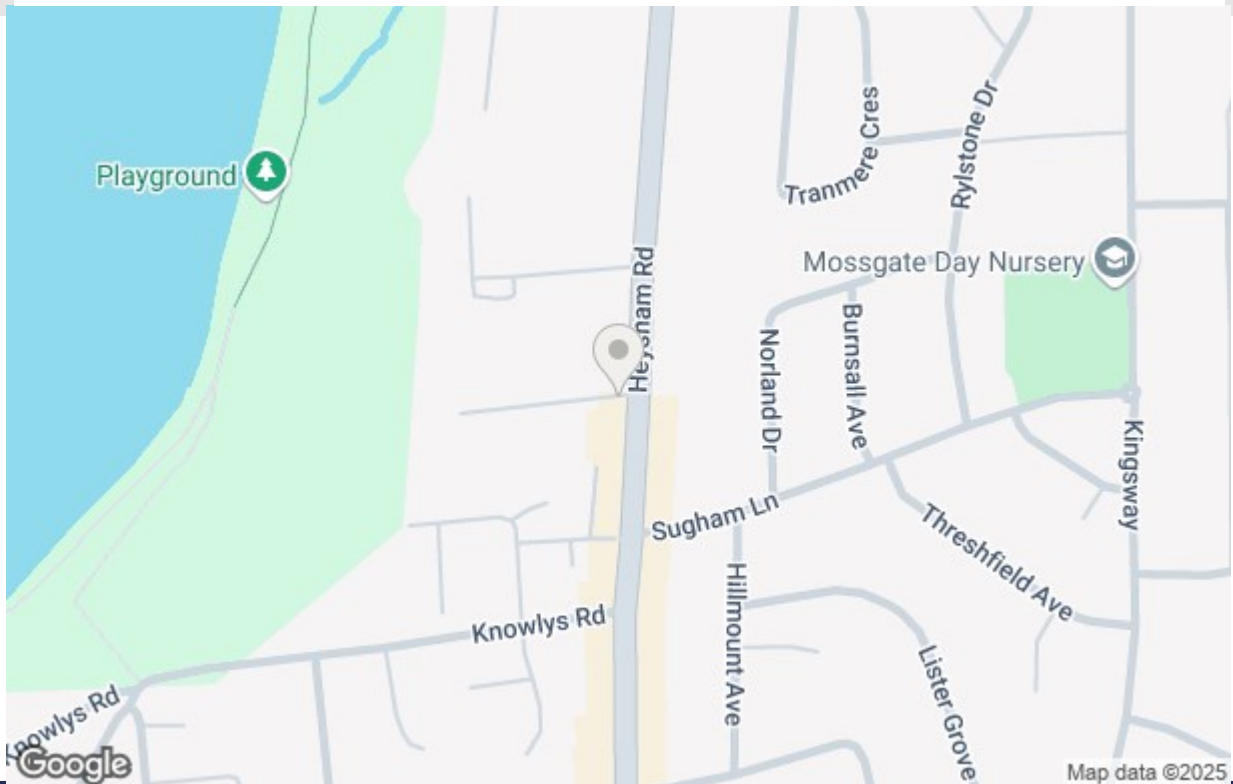 Playground
Tranmere Cres
Rylstone Dr
Mossgate Day Nursery
Heysham Rd
Burnsall Ave
Norland Dr
Kingsway
Sugham Ln
Threshfield Ave
Hillmount Ave
Knowlys Rd
Lister Grove
Knowlys Rd
Google
Map data ©2025